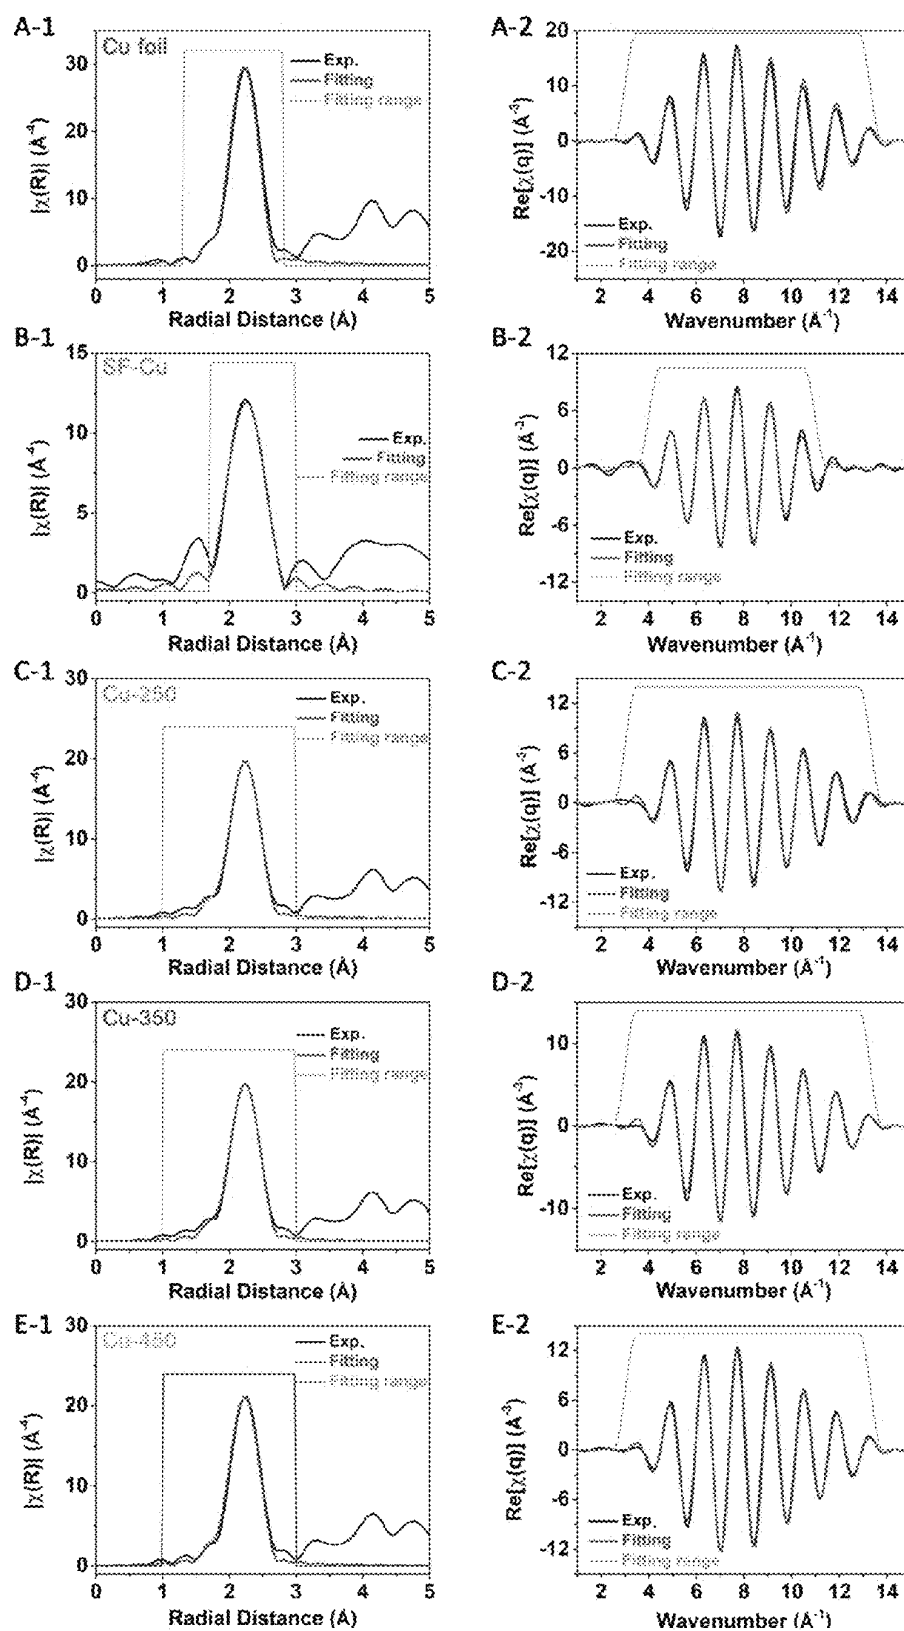 A-1
Cu foil
30
20
10
0
|χ(R)| (Å⁻⁴)
Exp.
Fitting
Fitting range
0 1 2 3 4 5
Radial Distance (Å)
A-2
20
10
0
-10
-20
Re[χ(q)] (Å⁻³)
Exp.
Fitting
Fitting range
2 4 6 8 10 12 14
Wavenumber (Å⁻¹)
B-1
SF-Cu
15
10
5
0
|χ(R)| (Å⁻⁴)
Exp.
Fitting
Fitting range
0 1 2 3 4 5
Radial Distance (Å)
B-2
12
6
0
-6
-12
Re[χ(q)] (Å⁻³)
Exp.
Fitting
Fitting range
2 4 6 8 10 12 14
Wavenumber (Å⁻¹)
C-1
Cu-250
30
20
10
0
|χ(R)| (Å⁻⁴)
Exp.
Fitting
Fitting range
0 1 2 3 4 5
Radial Distance (Å)
C-2
12
6
0
-6
-12
Re[χ(q)] (Å⁻³)
Exp.
Fitting
Fitting range
2 4 6 8 10 12 14
Wavenumber (Å⁻¹)
D-1
Cu-350
30
20
10
0
|χ(R)| (Å⁻⁴)
Exp.
Fitting
Fitting range
0 1 2 3 4 5
Radial Distance (Å)
D-2
10
0
-10
Re[χ(q)] (Å⁻³)
Exp.
Fitting
Fitting range
2 4 6 8 10 12 14
Wavenumber (Å⁻¹)
E-1
Cu-450
30
20
10
0
|χ(R)| (Å⁻⁴)
Exp.
Fitting
Fitting range
0 1 2 3 4 5
Radial Distance (Å)
E-2
12
6
0
-6
-12
Re[χ(q)] (Å⁻³)
Exp.
Fitting
Fitting range
2 4 6 8 10 12 14
Wavenumber (Å⁻¹)